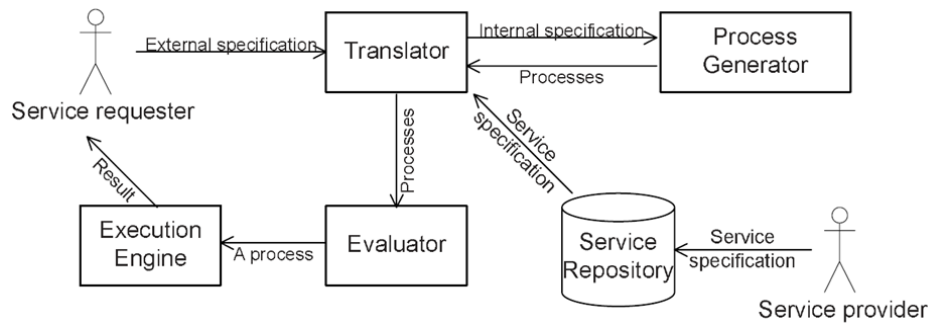 External specification
Translator
Internal specification
Process
Generator
Processes
Service requester
Service
specification
Processes
Result
Execution
Engine
A process
Evaluator
Service
Repository
Service
specification
Service provider